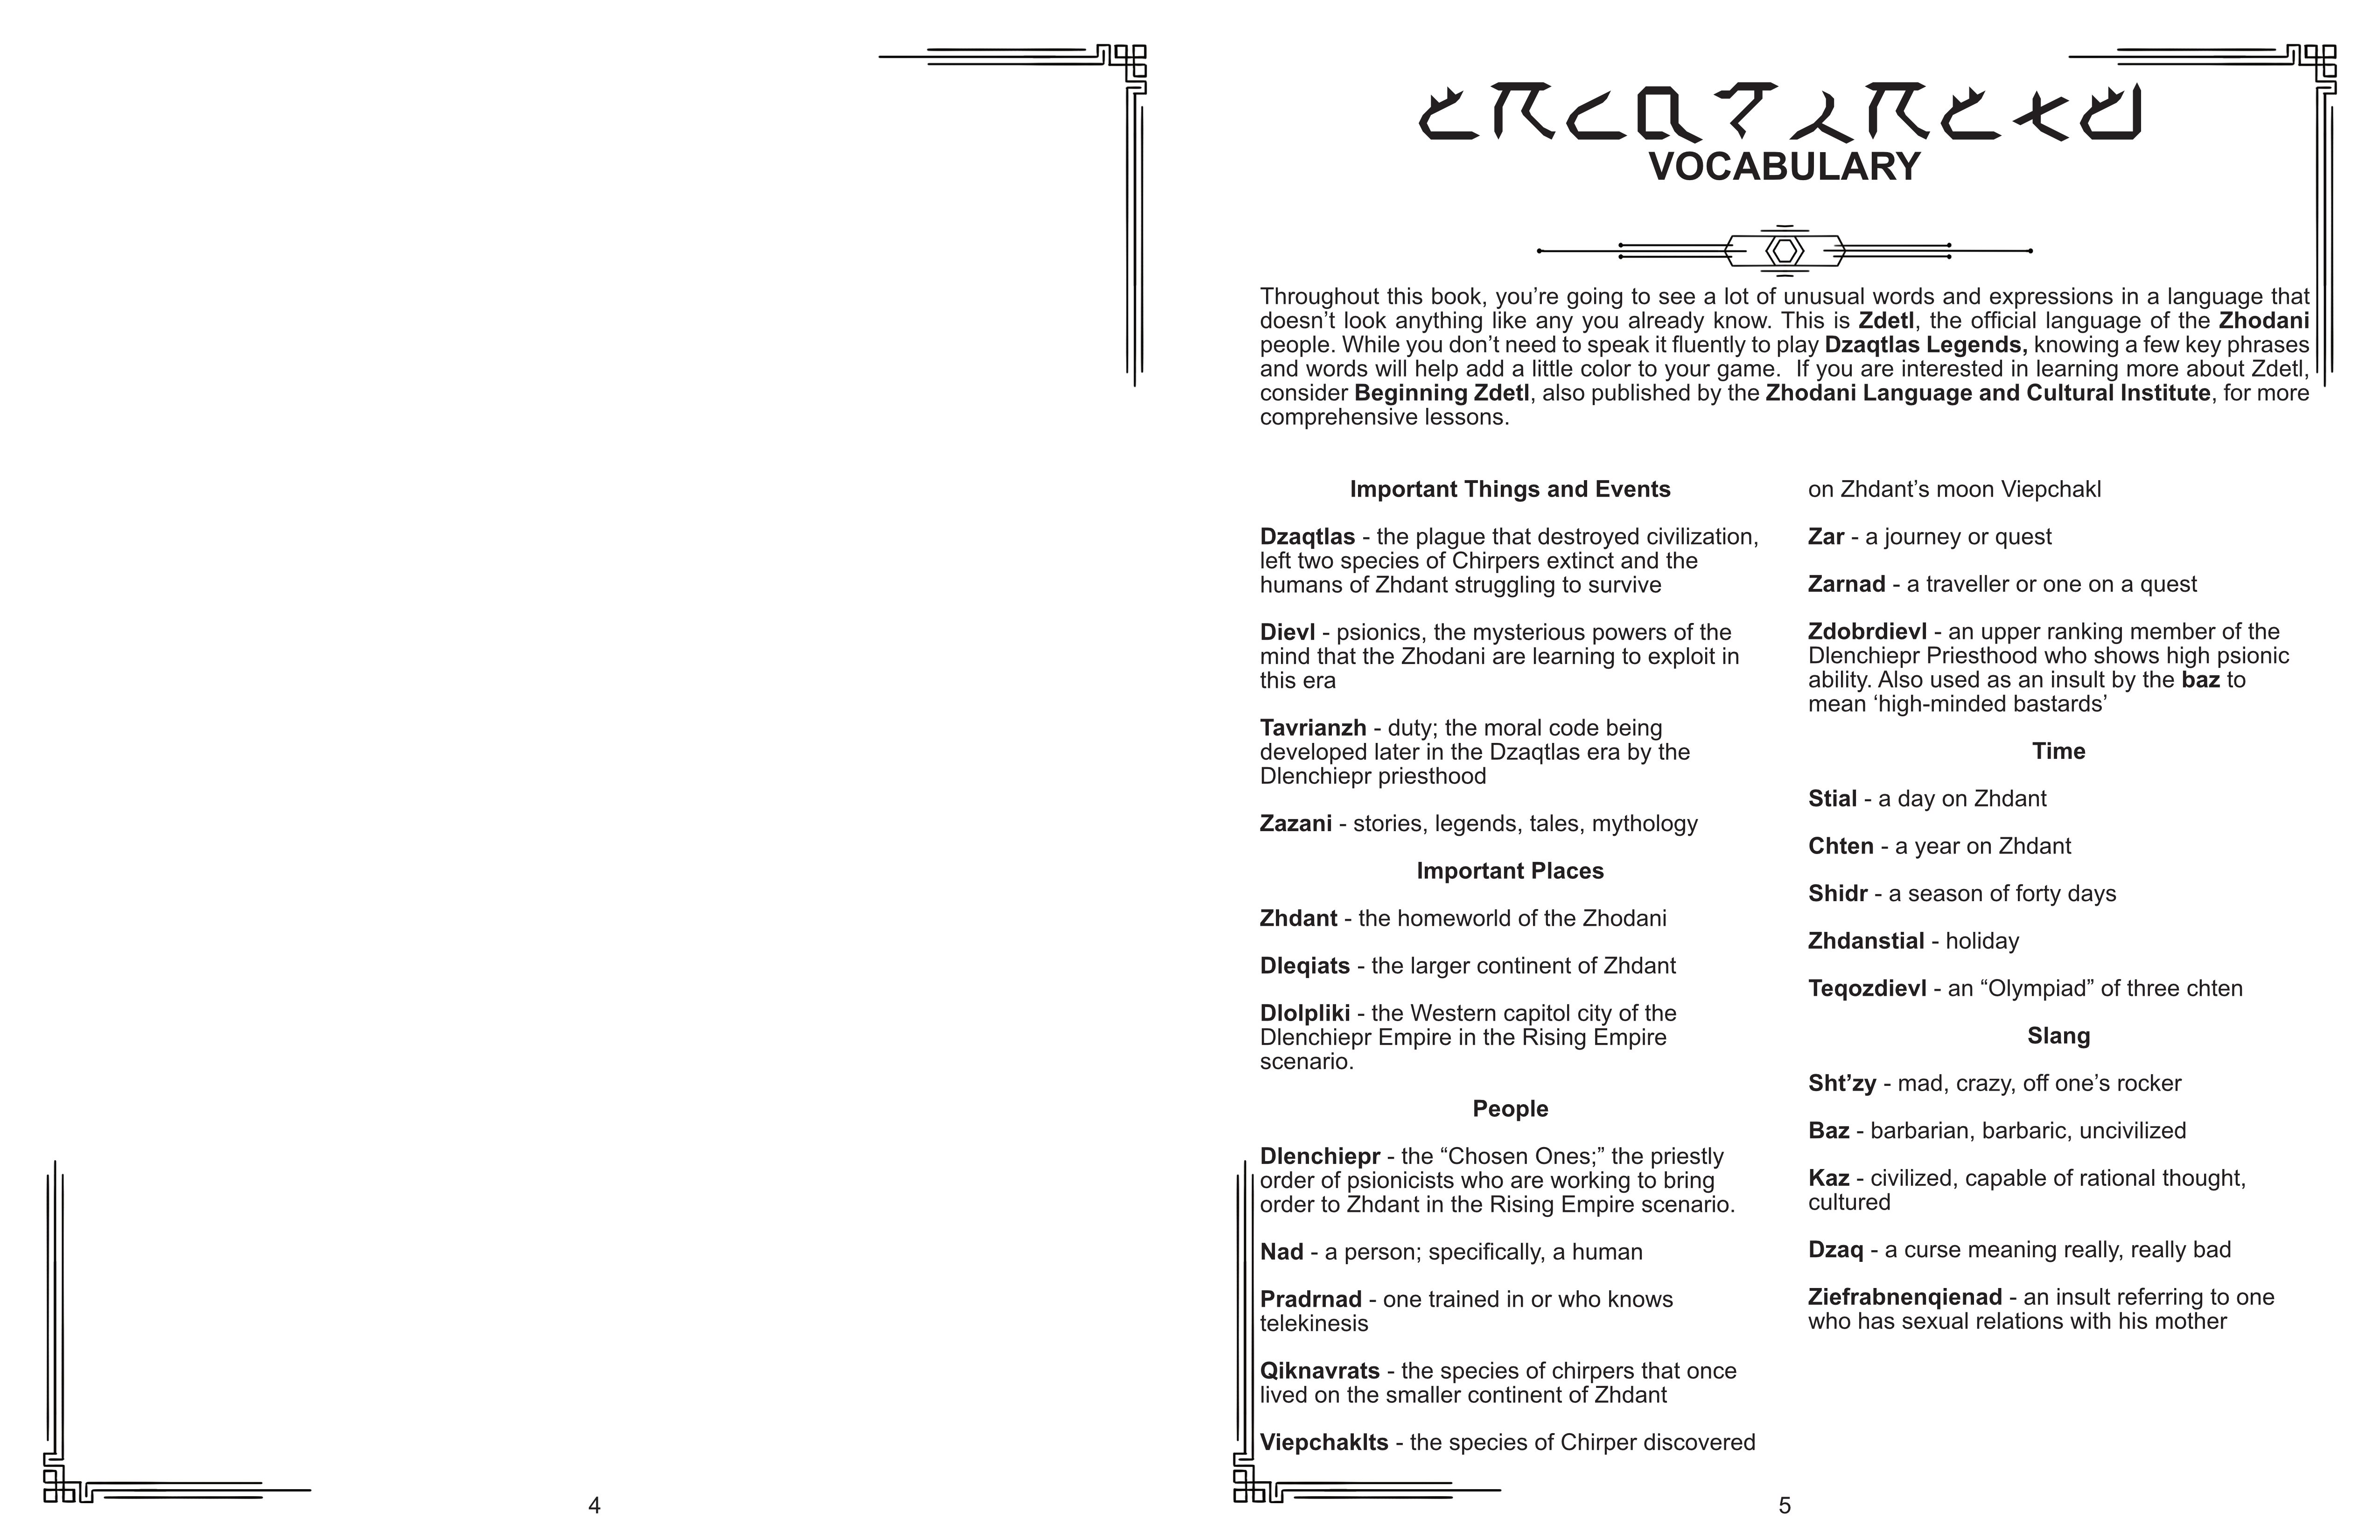 VOCABULARY
Throughout this book, you’re going to see a lot of unusual words and expressions in a language that
doesn’t look anything like any you already know. This is Zdetl, the official language of the Zhodani
people. While you don’t need to speak it fluently to play Dzaqtlas Legends, knowing a few key phrases
and words will help add a little color to your game.  If you are interested in learning more about Zdetl,
consider Beginning Zdetl, also published by the Zhodani Language and Cultural Institute, for more
comprehensive lessons.
Important Things and Events
Dzaqtlas - the plague that destroyed civilization,
left two species of Chirpers extinct and the
humans of Zhdant struggling to survive
Dievl - psionics, the mysterious powers of the
mind that the Zhodani are learning to exploit in
this era
Tavrianzh - duty; the moral code being
developed later in the Dzaqtlas era by the
Dlenchiepr priesthood
Zazani - stories, legends, tales, mythology
Important Places
Zhdant - the homeworld of the Zhodani
Dleqiats - the larger continent of Zhdant
Dlolpliki - the Western capitol city of the
Dlenchiepr Empire in the Rising Empire
scenario.
People
Dlenchiepr - the “Chosen Ones;” the priestly
order of psionicists who are working to bring
order to Zhdant in the Rising Empire scenario.
Nad - a person; specifically, a human
Pradrnad - one trained in or who knows
telekinesis
Qiknavrats - the species of chirpers that once
lived on the smaller continent of Zhdant
Viepchaklts - the species of Chirper discovered
on Zhdant’s moon Viepchakl
Zar - a journey or quest
Zarnad - a traveller or one on a quest
Zdobrdievl - an upper ranking member of the
Dlenchiepr Priesthood who shows high psionic
ability. Also used as an insult by the baz to
mean ‘high-minded bastards’
Time
Stial - a day on Zhdant
Chten - a year on Zhdant
Shidr - a season of forty days
Zhdanstial - holiday
Teqozdievl - an “Olympiad” of three chten
Slang
Sht’zy - mad, crazy, off one’s rocker
Baz - barbarian, barbaric, uncivilized
Kaz - civilized, capable of rational thought,
cultured
Dzaq - a curse meaning really, really bad
Ziefrabnenqienad - an insult referring to one
who has sexual relations with his mother
4
5